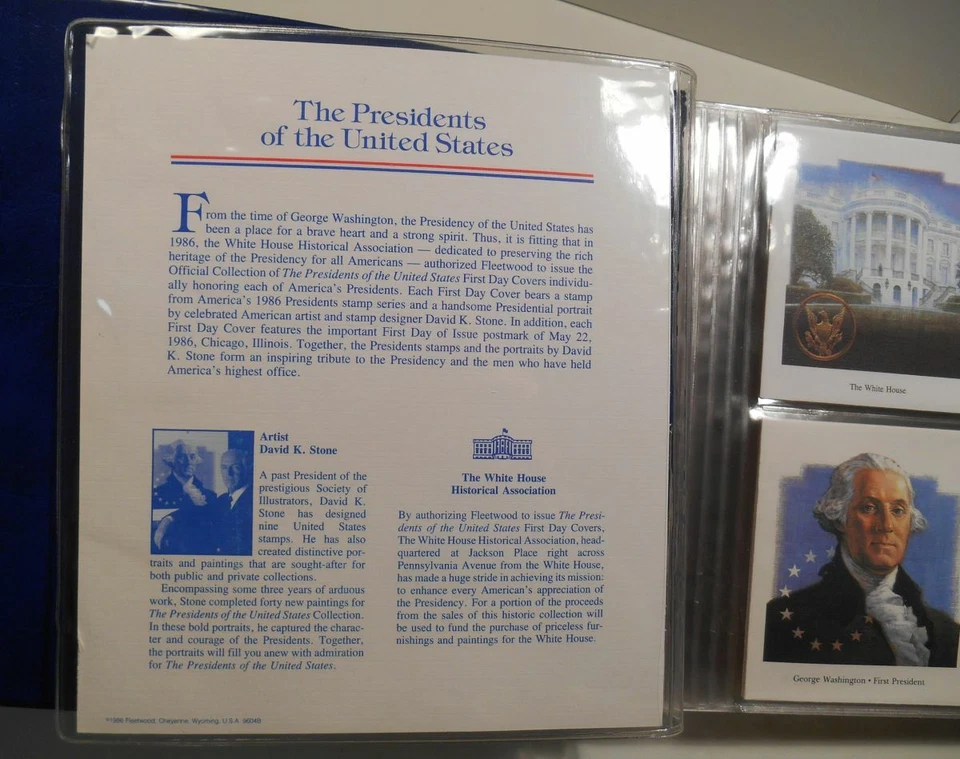 The Presidents
of the United States
From the time of George Washington, the Presidency of the United States has
been a place for a brave heart and a strong spirit. Thus, it is fitting that in
1986, the White House Historical Association — dedicated to preserving the rich
heritage of the Presidency for all Americans — authorized Fleetwood to issue the
Official Collection of The Presidents of the United States First Day Covers individu-
ally honoring each of America's Presidents. Each First Day Cover bears a stamp
from America's 1986 Presidents stamp series and a handsome Presidential portrait
by celebrated American artist and stamp designer David K. Stone. In addition, each
First Day Cover features the important First Day of Issue postmark of May 22,
1986, Chicago, Illinois. Together, the Presidents stamps and the portraits by David
K. Stone form an inspiring tribute to the Presidency and the men who have held
America's highest office.
Artist
David K. Stone
A past President of the
prestigious Society of
Illustrators, David K.
Stone has designed
nine United States
stamps. He has also
created distinctive por-
traits and paintings that are sought-after for
both public and private collections.
Encompassing some three years of arduous
work, Stone completed forty new paintings for
The Presidents of the United States Collection.
In these bold portraits, he captured the charac-
ter and courage of the Presidents. Together,
the portraits will fill you anew with admiration
for The Presidents of the United States.
The White House
Historical Association
By authorizing Fleetwood to issue The Presi-
dents of the United States First Day Covers,
The White House Historical Association, head-
quartered at Jackson Place right across
Pennsylvania Avenue from the White House,
has made a huge stride in achieving its mission:
to enhance every American's appreciation of
the Presidency. For a portion of the proceeds
from the sales of this historic collection will
be used to fund the purchase of priceless fur-
nishings and paintings for the White House.
©1986 Fleetwood, Cheyenne, Wyoming, U.S.A. 96049
The White House
George Washington • First President